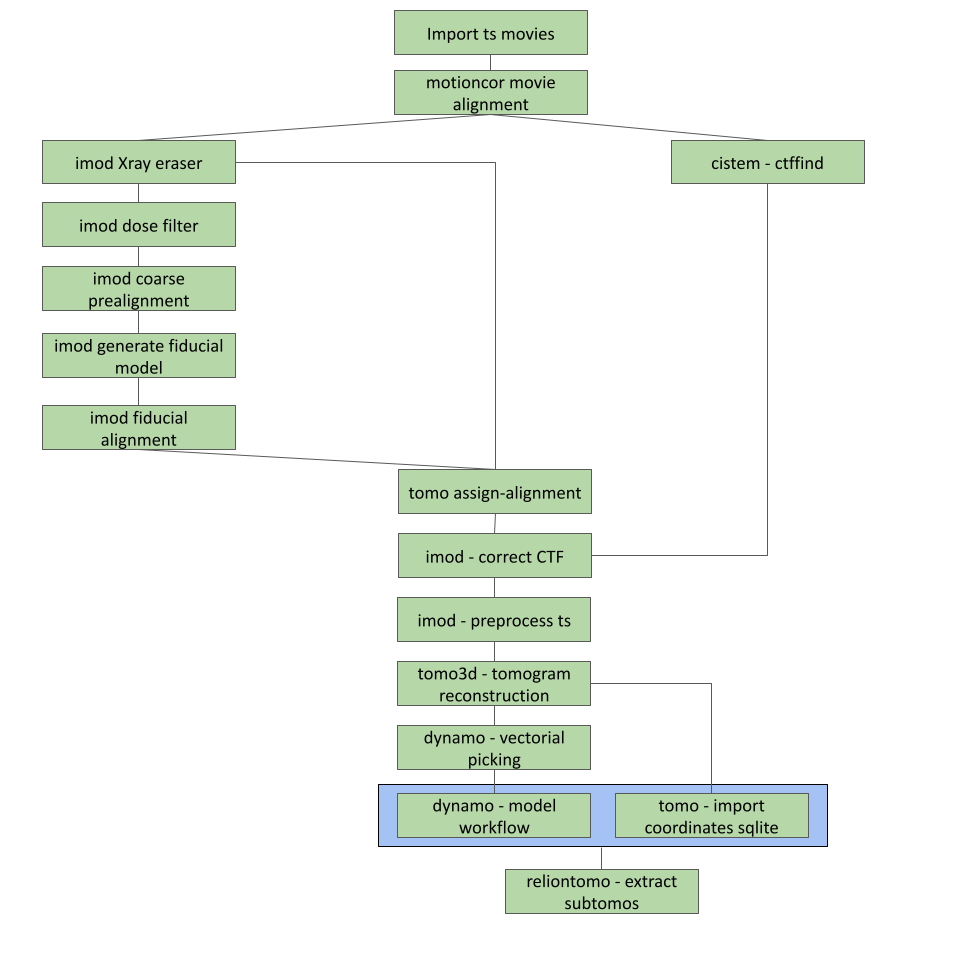 Import ts movies
motioncor movie
alignment
imod Xray eraser
cistem - ctffind
imod dose filter
imod coarse
prealignment
imod generate fiducial
model
imod fiducial
alignment
tomo assign-alignment
imod - correct CTF
imod - preprocess ts
tomo3d - tomogram
reconstruction
dynamo - vectorial
picking
dynamo - model
workflow
tomo - import
coordinates sqlite
reliontomo - extract
subtomos